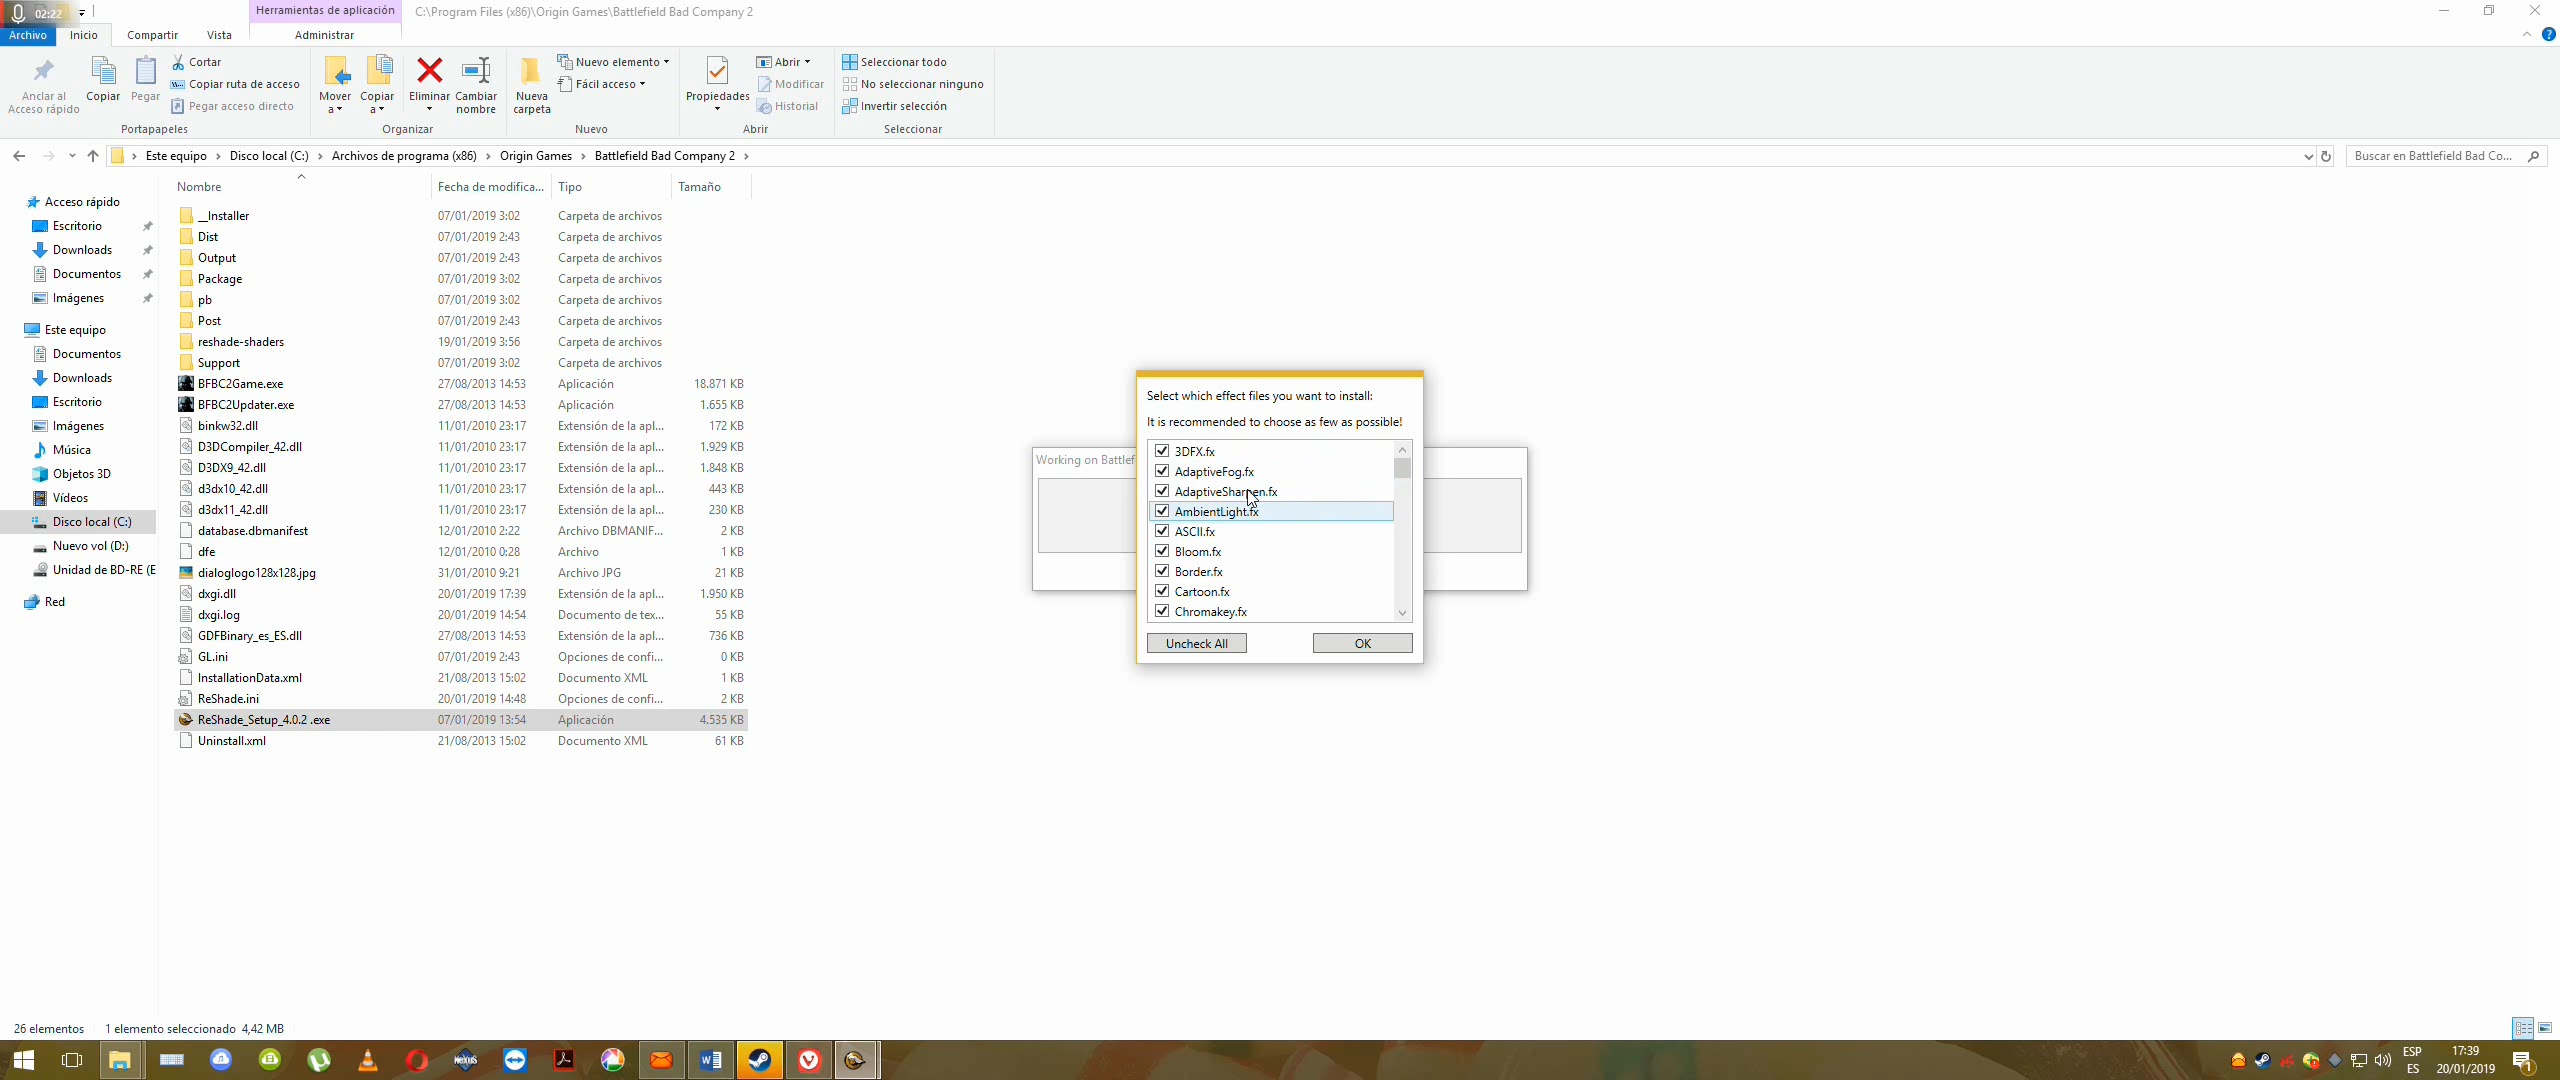 02:22
Herramientas de aplicación
C:\Program Files (x86)\Origin Games\Battlefield Bad Company 2
Archivo
Inicio
Compartir
Vista
Administrar
Anclar al
Acceso rápido
Copiar
Pegar
Cortar
Copiar ruta de acceso
Pegar acceso directo
Portapapeles
Mover
a
Copiar
a
Eliminar
Cambiar
nombre
Organizar
Nueva
carpeta
Nuevo elemento
Fácil acceso
Nuevo
Propiedades
Abrir
Modificar
Historial
Abrir
Seleccionar todo
No seleccionar ninguno
Invertir selección
Seleccionar
Este equipo > Disco local (C:) > Archivos de programa (x86) > Origin Games > Battlefield Bad Company 2 >
Buscar en Battlefield Bad Co...
Acceso rápido
Escritorio
Downloads
Documentos
Imágenes
Este equipo
Documentos
Downloads
Escritorio
Imágenes
Música
Objetos 3D
Vídeos
Disco local (C:)
Nuevo vol (D:)
Unidad de BD-RE (E
Red
Nombre Fecha de modifica... Tipo Tamaño
__Installer 07/01/2019 3:02 Carpeta de archivos
Dist 07/01/2019 2:43 Carpeta de archivos
Output 07/01/2019 2:43 Carpeta de archivos
Package 07/01/2019 3:02 Carpeta de archivos
pb 07/01/2019 3:02 Carpeta de archivos
Post 07/01/2019 2:43 Carpeta de archivos
reshade-shaders 19/01/2019 3:56 Carpeta de archivos
Support 07/01/2019 3:02 Carpeta de archivos
BFBC2Game.exe 27/08/2013 14:53 Aplicación 18.871 KB
BFBC2Updater.exe 27/08/2013 14:53 Aplicación 1.655 KB
binkw32.dll 11/01/2010 23:17 Extensión de la apl... 172 KB
D3DCompiler_42.dll 11/01/2010 23:17 Extensión de la apl... 1.929 KB
D3DX9_42.dll 11/01/2010 23:17 Extensión de la apl... 1.848 KB
d3dx10_42.dll 11/01/2010 23:17 Extensión de la apl... 443 KB
d3dx11_42.dll 11/01/2010 23:17 Extensión de la apl... 230 KB
database.dbmanifest 12/01/2010 2:22 Archivo DBMANIF... 2 KB
dfe 12/01/2010 0:28 Archivo 1 KB
dialoglogo128x128.jpg 31/01/2010 9:21 Archivo JPG 21 KB
dxgi.dll 20/01/2019 17:39 Extensión de la apl... 1.950 KB
dxgi.log 20/01/2019 14:54 Documento de tex... 55 KB
GDFBinary_es_ES.dll 27/08/2013 14:53 Extensión de la apl... 736 KB
GL.ini 07/01/2019 2:43 Opciones de confi... 0 KB
InstallationData.xml 21/08/2013 15:02 Documento XML 1 KB
ReShade.ini 20/01/2019 14:48 Opciones de confi... 2 KB
ReShade_Setup_4.0.2 .exe 07/01/2019 13:54 Aplicación 4.535 KB
Uninstall.xml 21/08/2013 15:02 Documento XML 61 KB
Working on Battlef
Select which effect files you want to install:
It is recommended to choose as few as possible!
3DFX.fx
AdaptiveFog.fx
AdaptiveSharpen.fx
AmbientLight.fx
ASCII.fx
Bloom.fx
Border.fx
Cartoon.fx
Chromakey.fx
Uncheck All
OK
26 elementos
1 elemento seleccionado 4,42 MB
NEXUS
ESP
ES
17:39
20/01/2019
1